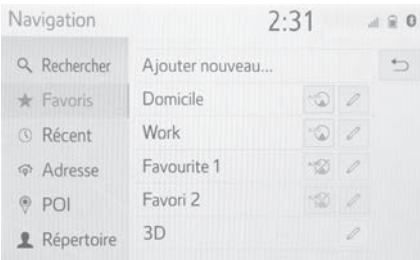 Navigation 2:31
Rechercher
Favoris
Récent
Adresse
POI
Répertoire
Ajouter nouveau...
Domicile
Work
Favourite 1
Favori 2
3D